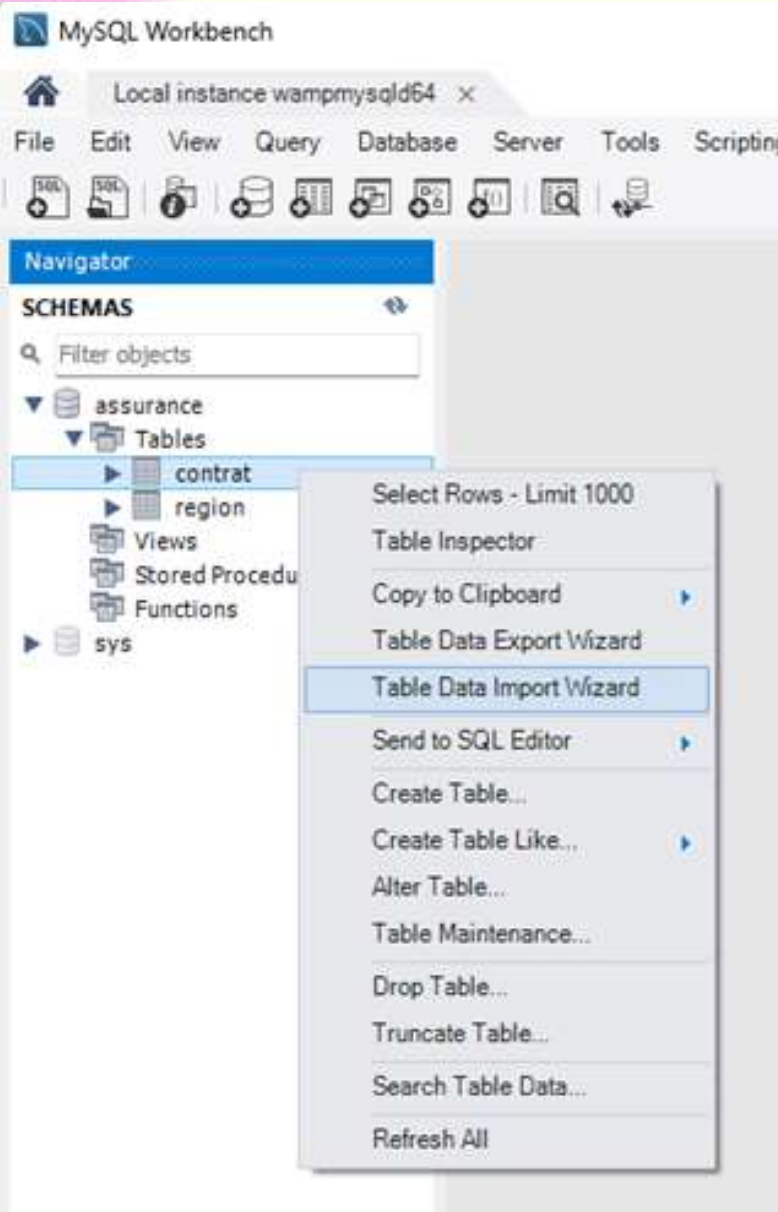 MySQL Workbench
Local instance wampmysqld64 ×
File Edit View Query Database Server Tools Scripting
Navigator
SCHEMAS
Filter objects
assurance
Tables
contrat
region
Views
Stored Procedu
Functions
sys
Select Rows - Limit 1000
Table Inspector
Copy to Clipboard
Table Data Export Wizard
Table Data Import Wizard
Send to SQL Editor
Create Table...
Create Table Like...
Alter Table...
Table Maintenance...
Drop Table...
Truncate Table...
Search Table Data...
Refresh All